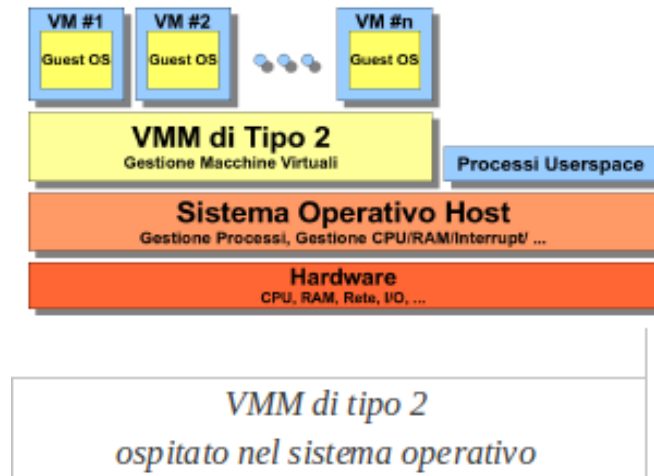 VM #1
VM #2
VM #n
Guest OS
Guest OS
Guest OS
VMM di Tipo 2
Gestione Macchine Virtuali
Processi Userspace
Sistema Operativo Host
Gestione Processi, Gestione CPU/RAM/Interrupt/ ...
Hardware
CPU, RAM, Rete, I/O, ...
VMM di tipo 2
ospitato nel sistema operativo